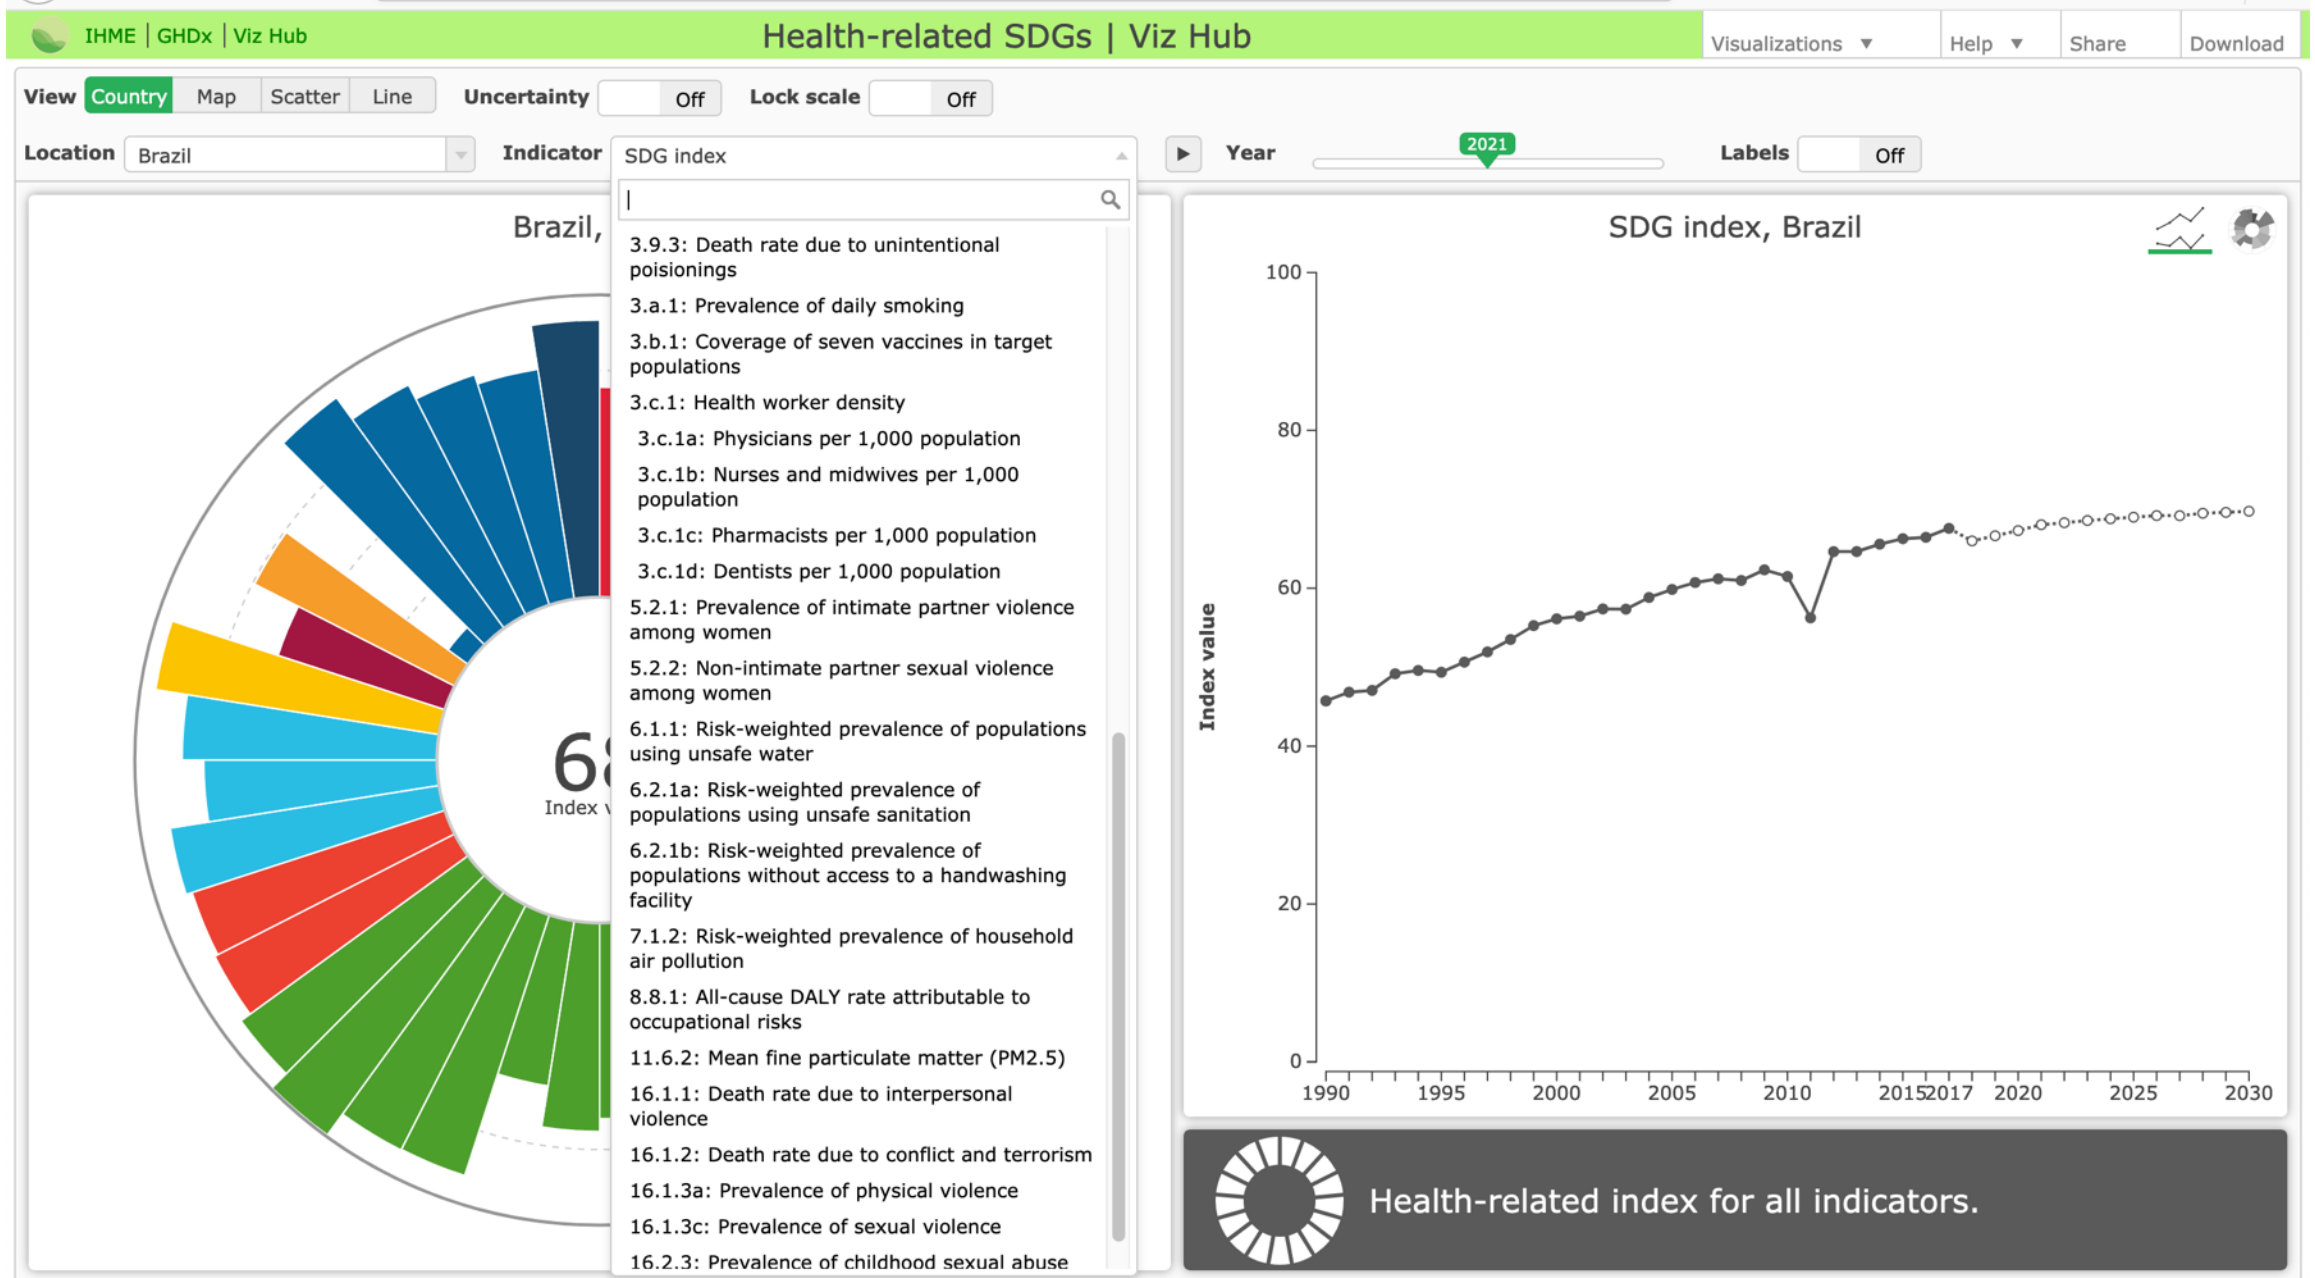 IHME | GHDx | Viz Hub
Health-related SDGs | Viz Hub
Visualizations ▼
Help ▼
Share
Download
View Country Map Scatter Line
Uncertainty Off
Lock scale Off
Location Brazil
Indicator SDG index
Year 2021
Labels Off
Brazil,
3.9.3: Death rate due to unintentional
poisionings
3.a.1: Prevalence of daily smoking
3.b.1: Coverage of seven vaccines in target
populations
3.c.1: Health worker density
3.c.1a: Physicians per 1,000 population
3.c.1b: Nurses and midwives per 1,000
population
3.c.1c: Pharmacists per 1,000 population
3.c.1d: Dentists per 1,000 population
5.2.1: Prevalence of intimate partner violence
among women
5.2.2: Non-intimate partner sexual violence
among women
6.1.1: Risk-weighted prevalence of populations
using unsafe water
6.2.1a: Risk-weighted prevalence of
populations using unsafe sanitation
6.2.1b: Risk-weighted prevalence of
populations without access to a handwashing
facility
7.1.2: Risk-weighted prevalence of household
air pollution
8.8.1: All-cause DALY rate attributable to
occupational risks
11.6.2: Mean fine particulate matter (PM2.5)
16.1.1: Death rate due to interpersonal
violence
16.1.2: Death rate due to conflict and terrorism
16.1.3a: Prevalence of physical violence
16.1.3c: Prevalence of sexual violence
16.2.3: Prevalence of childhood sexual abuse
6
Index
SDG index, Brazil
Index value
100
80
60
40
20
0
1990 1995 2000 2005 2010 2015 2017 2020 2025 2030
Health-related index for all indicators.